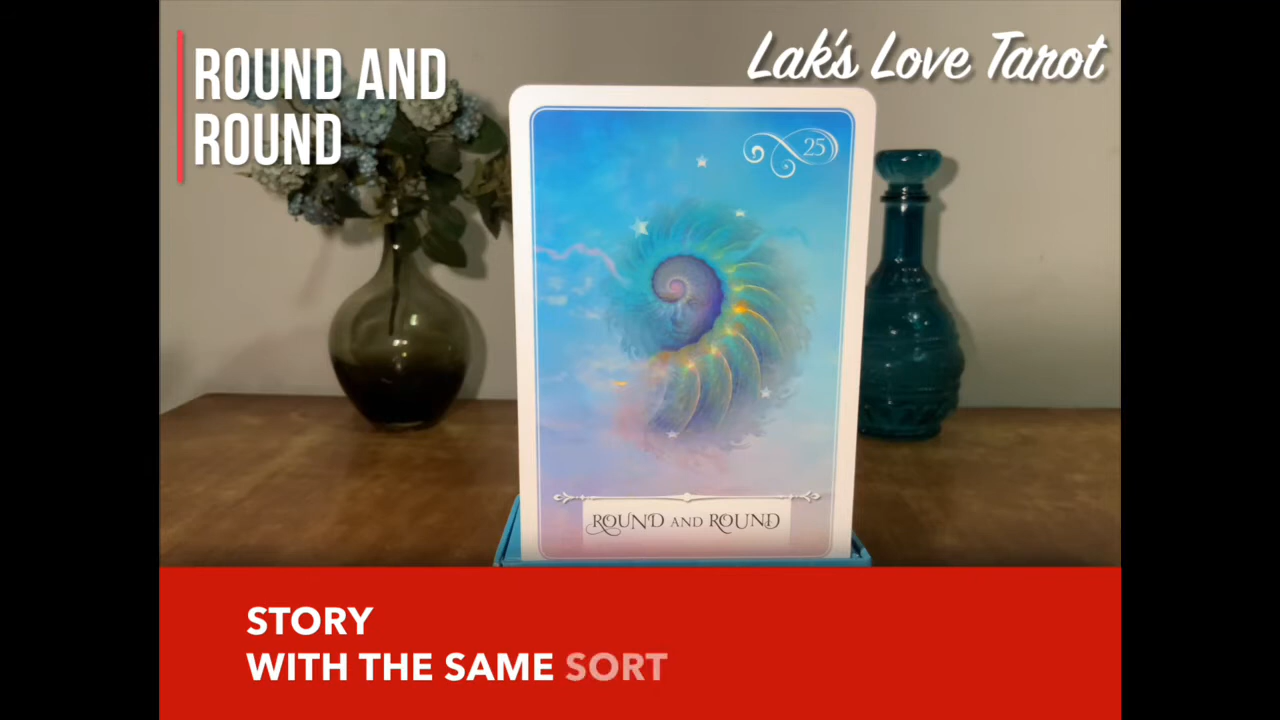 ROUND AND
ROUND
Lak's Love Tarot
25
ROUND AND ROUND
STORY
WITH THE SAME SORT